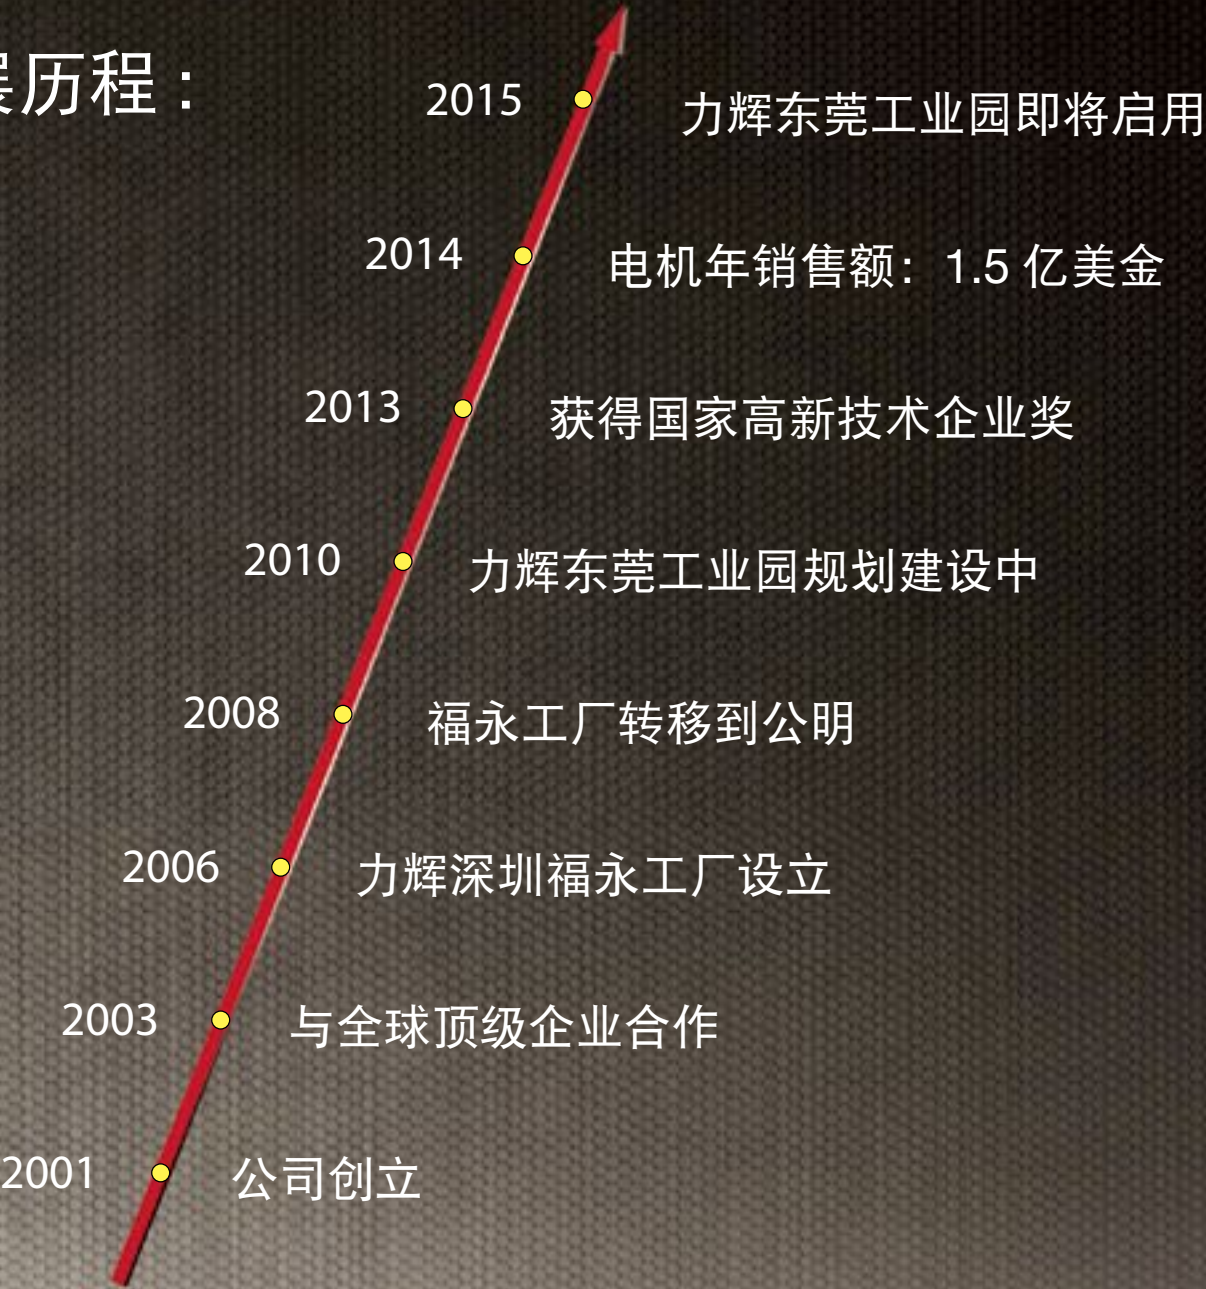 展历程：
2015 力辉东莞工业园即将启用
2014 电机年销售额：1.5 亿美金
2013 获得国家高新技术企业奖
2010 力辉东莞工业园规划建设中
2008 福永工厂转移到公明
2006 力辉深圳福永工厂设立
2003 与全球顶级企业合作
2001 公司创立